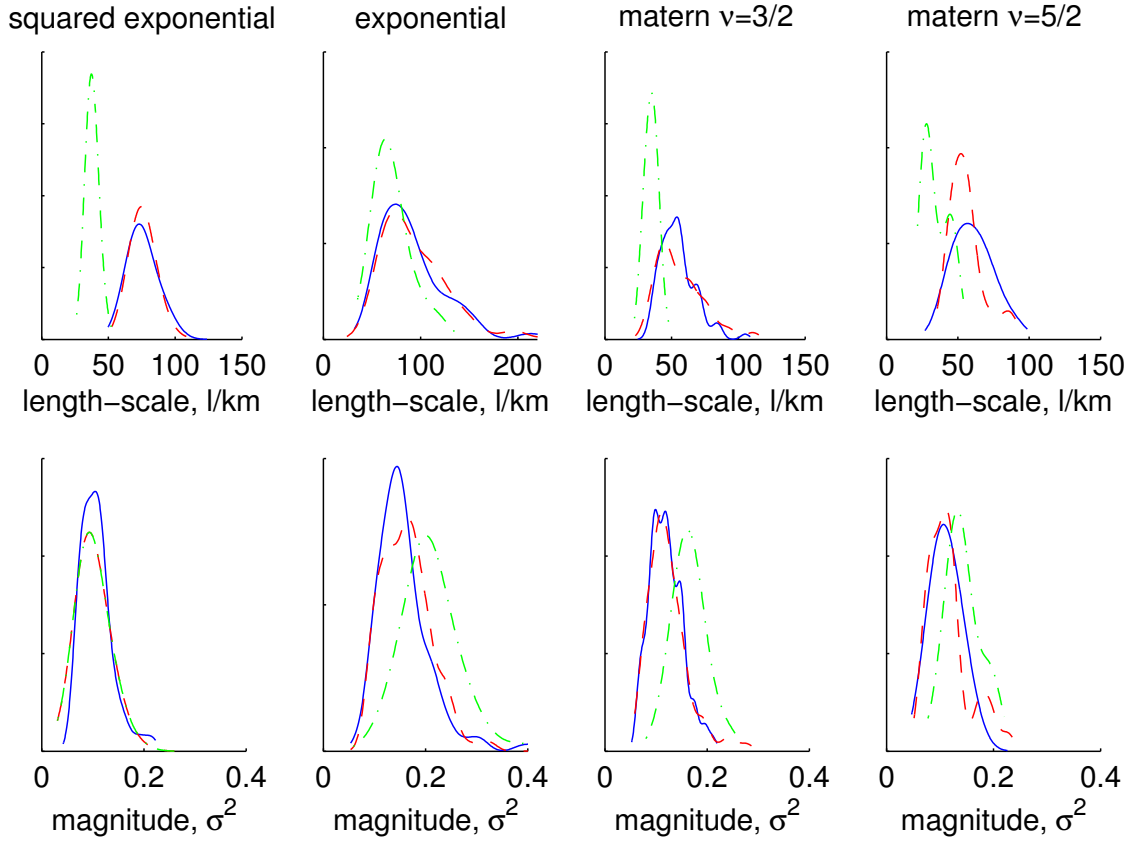 squared exponential exponential matern ν=3/2 matern ν=5/2
0 50 100 150 0 100 200 0 50 100 150 0 50 100 150
length−scale, l/km length−scale, l/km length−scale, l/km length−scale, l/km
0 0.2 0.4 0 0.2 0.4 0 0.2 0.4 0 0.2 0.4
magnitude, σ² magnitude, σ² magnitude, σ² magnitude, σ²